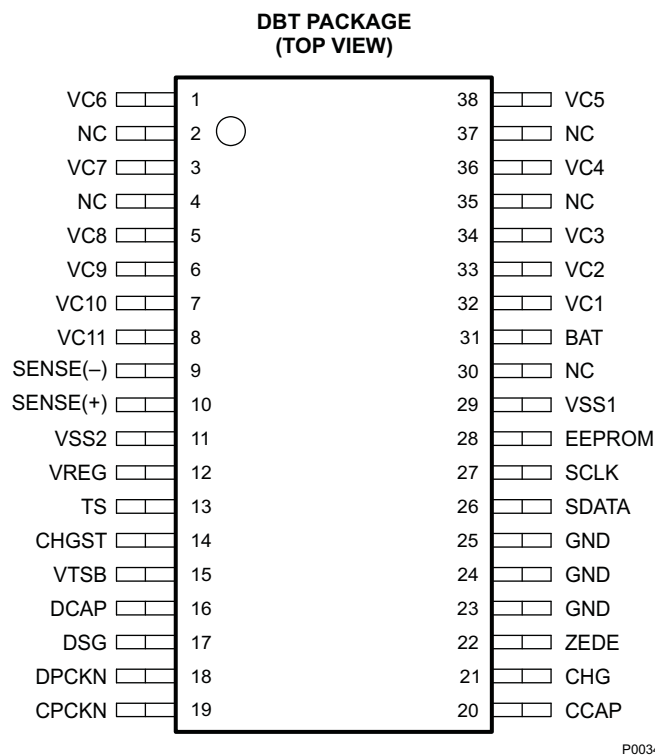 DBT PACKAGE
(TOP VIEW)
VC6 1 38 VC5
NC 2 37 NC
VC7 3 36 VC4
NC 4 35 NC
VC8 5 34 VC3
VC9 6 33 VC2
VC10 7 32 VC1
VC11 8 31 BAT
SENSE(–) 9 30 NC
SENSE(+) 10 29 VSS1
VSS2 11 28 EEPROM
VREG 12 27 SCLK
TS 13 26 SDATA
CHGST 14 25 GND
VTSB 15 24 GND
DCAP 16 23 GND
DSG 17 22 ZEDE
DPCKN 18 21 CHG
CPCKN 19 20 CCAP
P0034